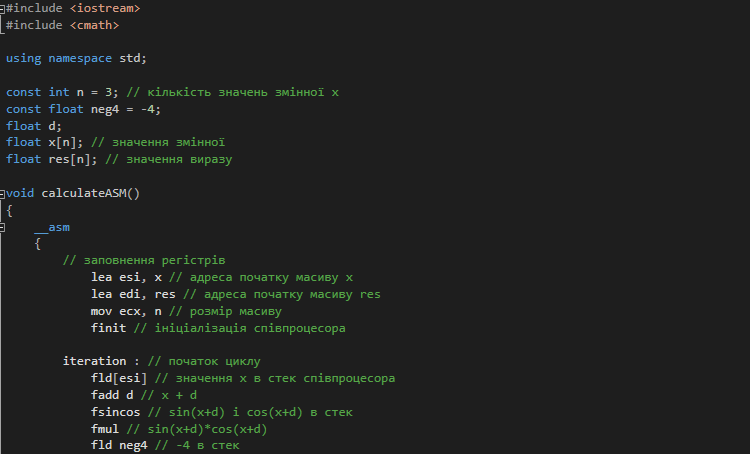 #include <iostream>
#include <cmath>
using namespace std;
const int n = 3; // кількість значень змінної x
const float neg4 = -4;
float d;
float x[n]; // значення змінної
float res[n]; // значення виразу
void calculateASM()
{
__asm
{
// заповнення регістрів
lea esi, x // адреса початку масиву x
lea edi, res // адреса початку масиву res
mov ecx, n // розмір масиву
finit // ініціалізація співпроцесора
iteration : // початок циклу
fld[esi] // значення x в стек співпроцесора
fadd d // x + d
fsincos // sin(x+d) і cos(x+d) в стек
fmul // sin(x+d)*cos(x+d)
fld neg4 // -4 в стек